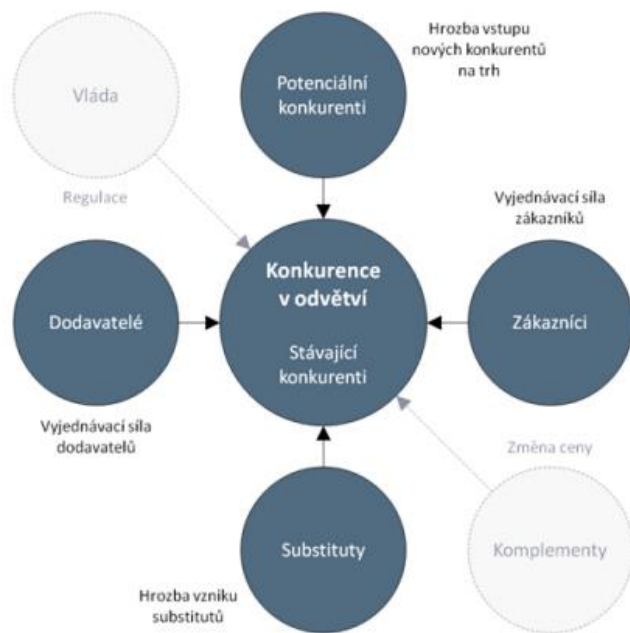 Hrozba vstupu
nových konkurentů
na trh
Vláda
Potenciální
konkurenti
Regulace
Vyjednávací síla
zákazníků
Konkurence
v odvětví
Dodavatelé
Zákazníci
Stávající
konkurenti
Vyjednávací síla
dodavatelů
Změna ceny
Substituty
Komplementy
Hrozba vzniku
substitutů